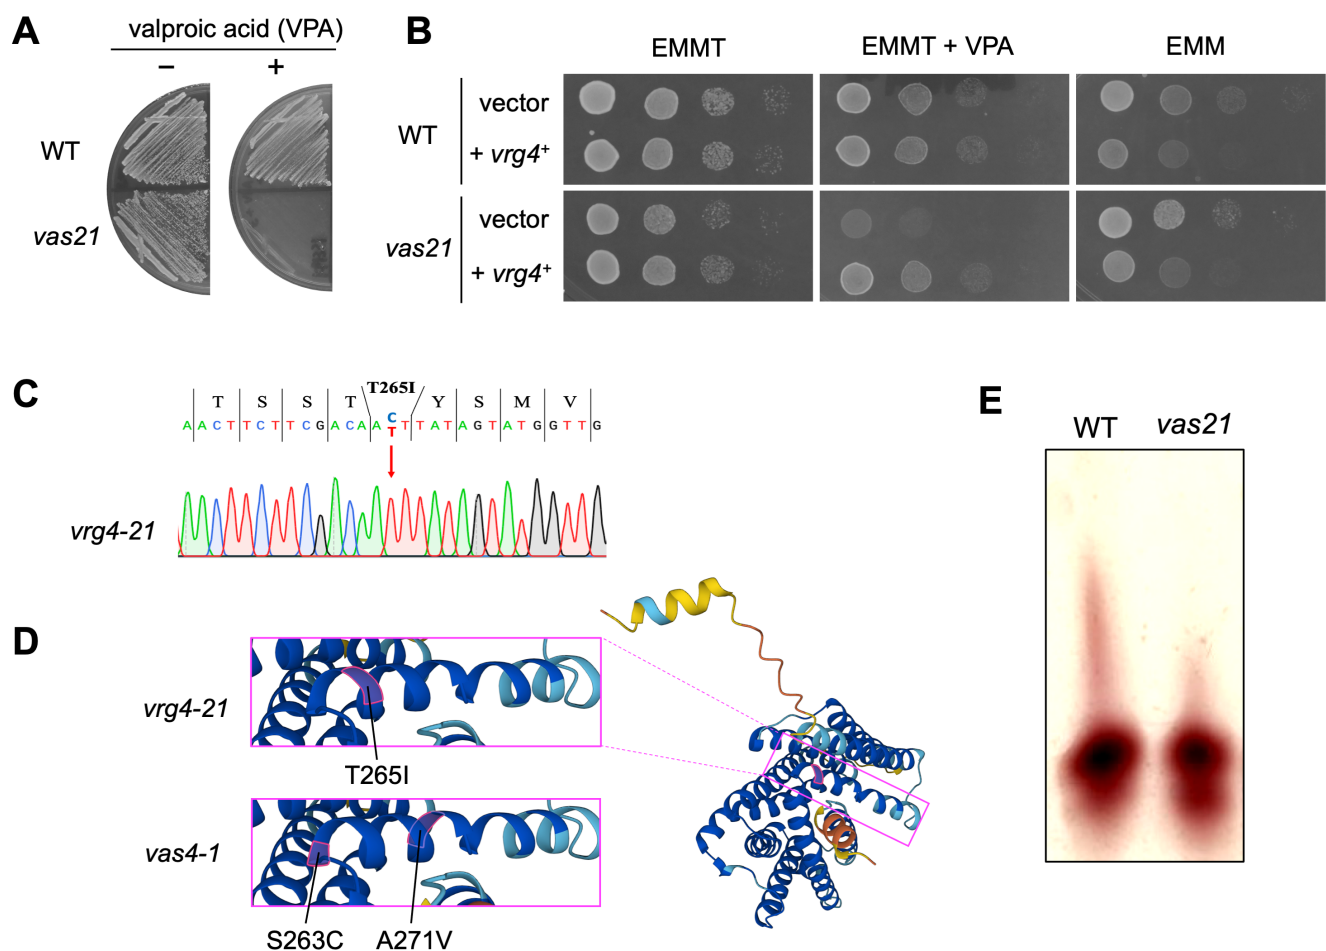 A
valproic acid (VPA)
− +
WT
vas21
B
EMMT EMMT + VPA EMM
WT
vector
+ vrg4+
vas21
vector
+ vrg4+
C
T S S T T265I Y S M V
C
A A C T T C T T C G A C A A T T T A T A G T A T G G T T G
vrg4-21
D
vrg4-21
T265I
vas4-1
S263C A271V
E
WT vas21